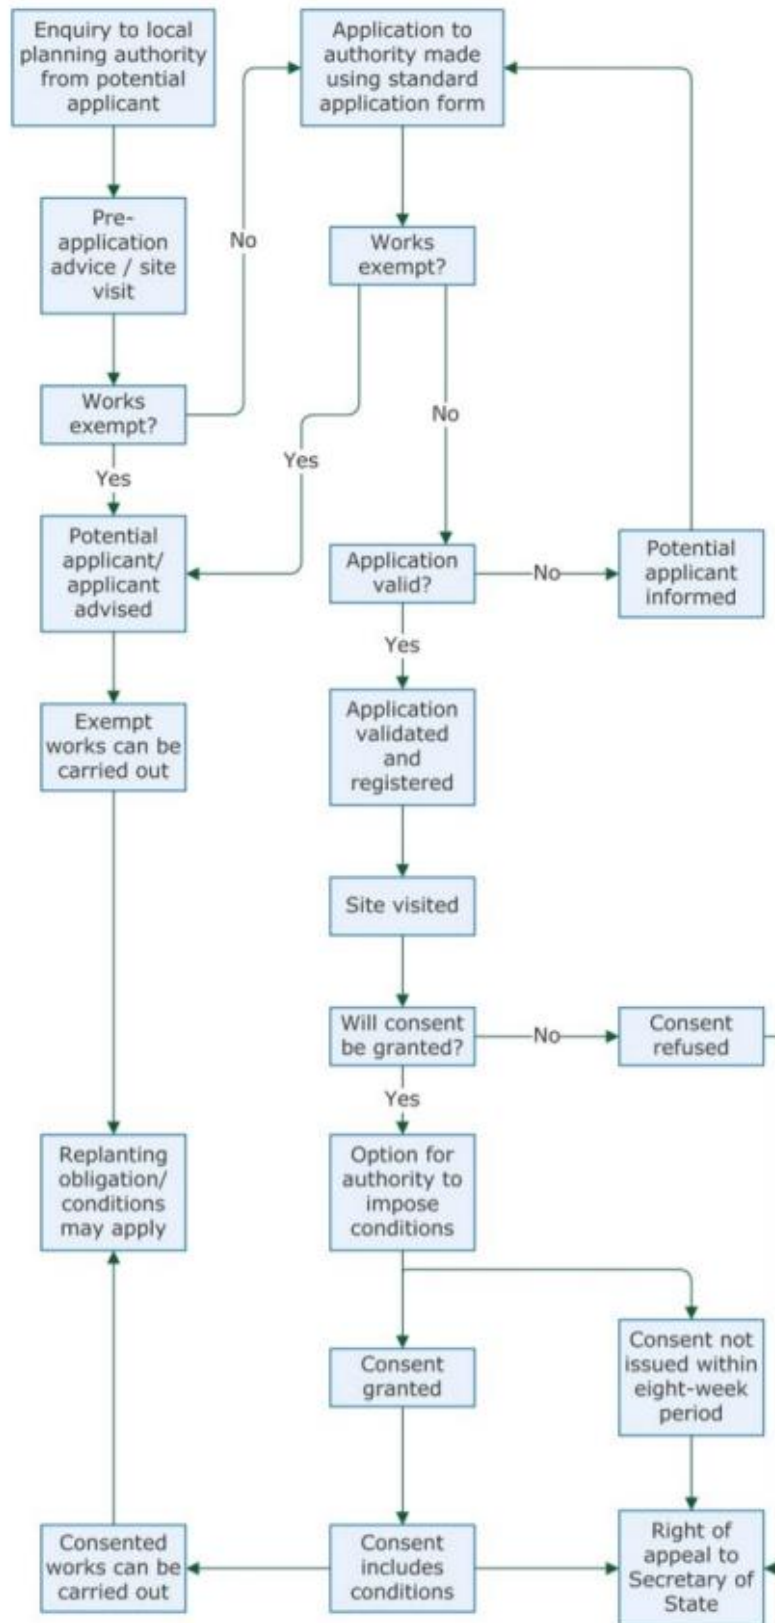 Enquiry to local
planning authority
from potential
applicant
Application to
authority made
using standard
application form
Pre-
application
advice / site
visit
No
Works
exempt?
Works
exempt?
No
Yes
Yes
Potential
applicant/
applicant
advised
Application
valid?
No
Potential
applicant
informed
Yes
Exempt
works can be
carried out
Application
validated
and
registered
Site visited
Will consent
be granted?
No
Consent
refused
Yes
Replanting
obligation/
conditions
may apply
Option for
authority to
impose
conditions
Consent
granted
Consent not
issued within
eight-week
period
Consented
works can be
carried out
Consent
includes
conditions
Right of
appeal to
Secretary of
State